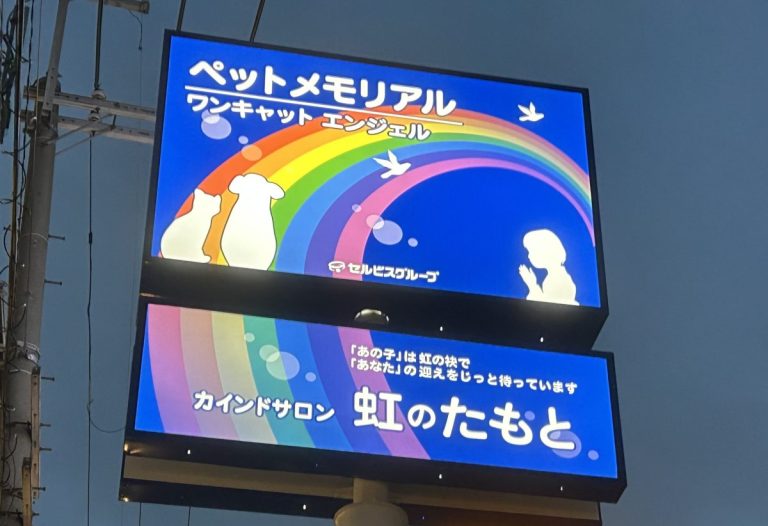 ペットメモリアル
ワンキャット エンジェル
セルビスグループ
「あの子」は 虹の袂で
「あなた」の 迎えをじっと待っています
カインドサロン 虹のたもと